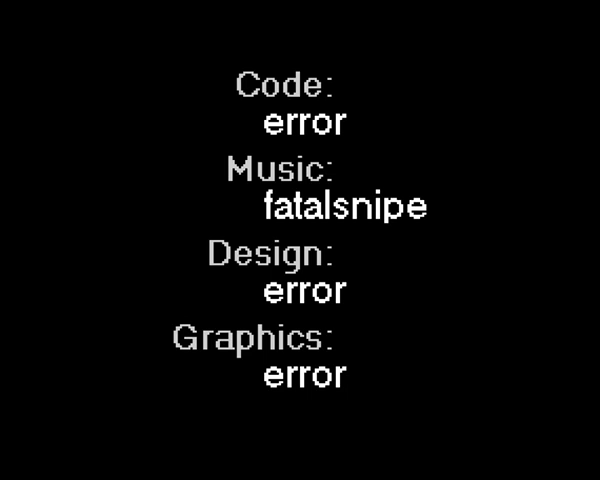 Code:
error
Music:
fatalsnipe
Design:
error
Graphics:
error